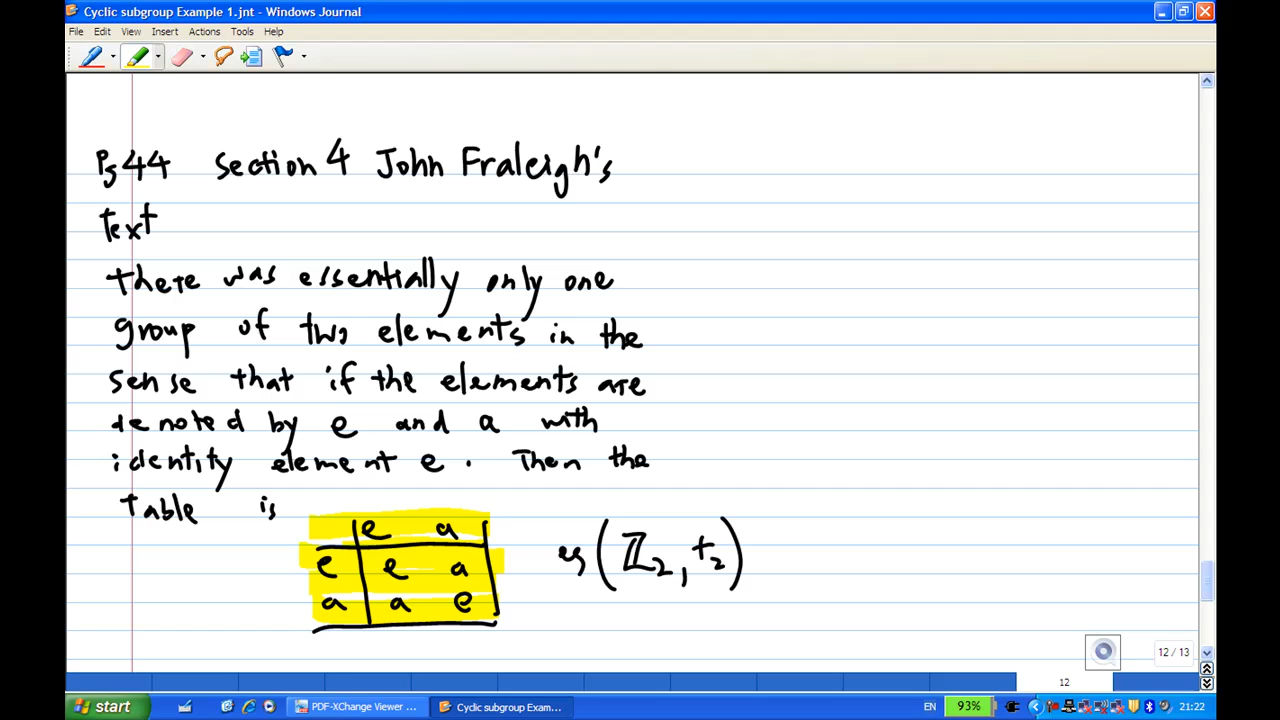 Cyclic subgroup Example 1.jnt - Windows Journal
File Edit View Insert Actions Tools Help
Pg 44 Section 4 John Fraleigh's
Text
There was essentially only one
group of two elements in the
sense that if the elements are
denoted by e and a with
identity element e. Then the
Table is
e a
e e a
a a e
eg (ℤ₂, +₂)
12 / 13
12
start PDF-XChange Viewer ... Cyclic subgroup Exam... EN 93% 21:22